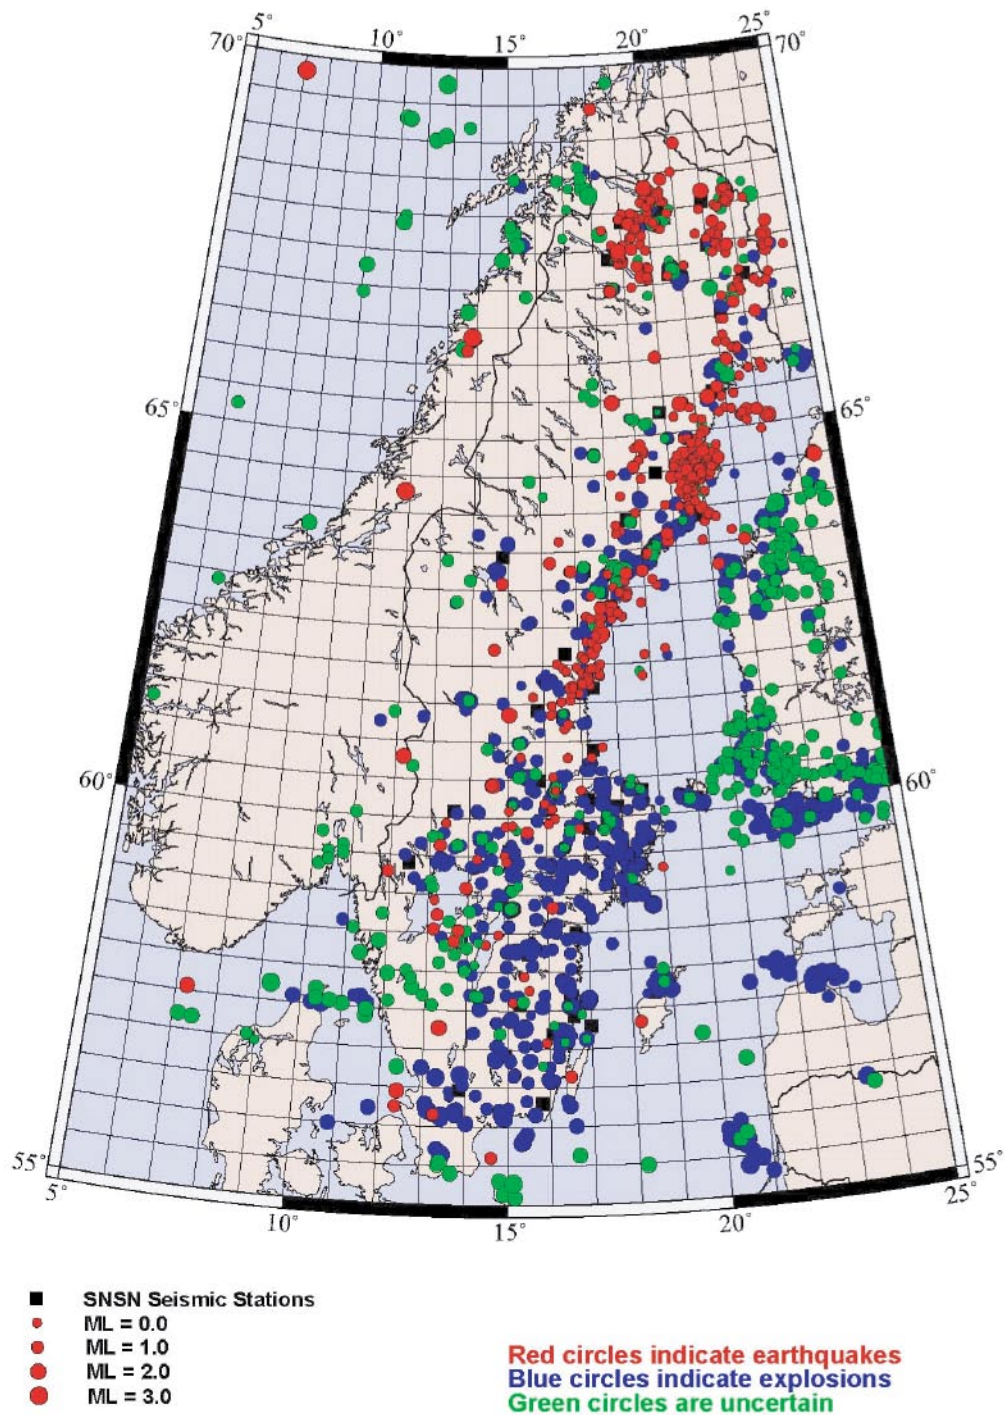 5° 10° 15° 20° 25°
70° 70°
65° 65°
60° 60°
55° 55°
5° 10° 15° 20° 25°
SNSN Seismic Stations
ML = 0.0
ML = 1.0
ML = 2.0
ML = 3.0
Red circles indicate earthquakes
Blue circles indicate explosions
Green circles are uncertain